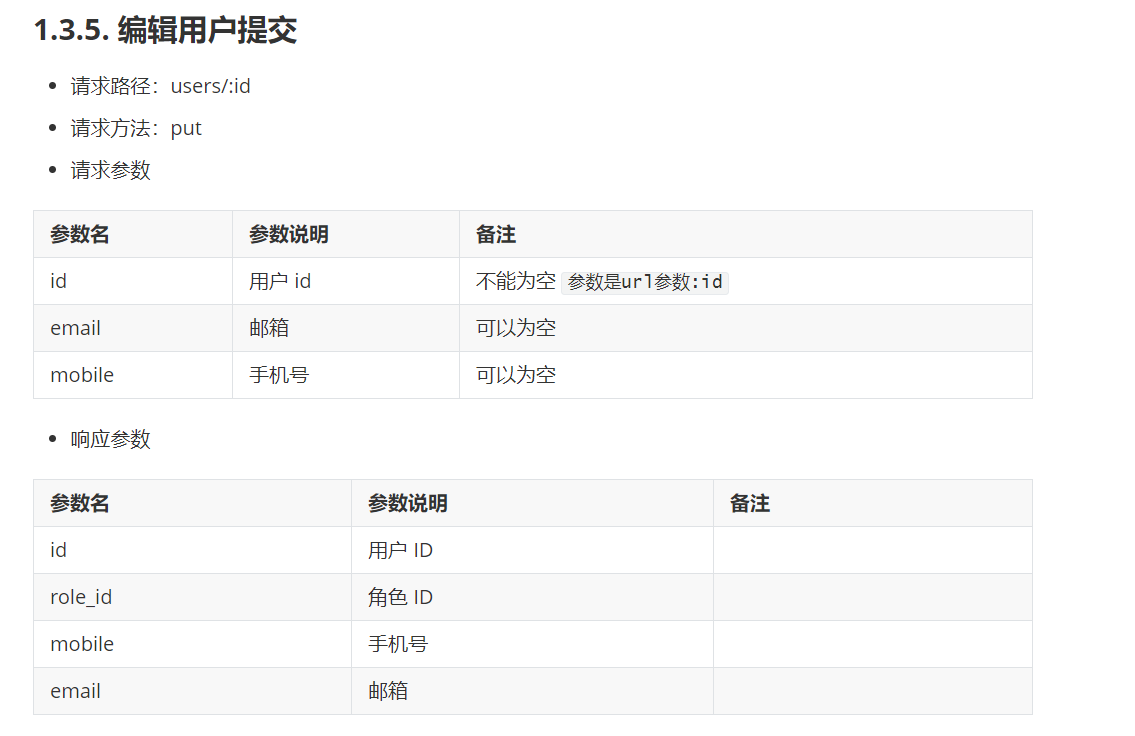 1.3.5. 编辑用户提交
请求路径：users/:id
请求方法：put
请求参数
参数名 参数说明 备注
id 用户 id 不能为空 参数是url参数:id
email 邮箱 可以为空
mobile 手机号 可以为空
响应参数
参数名 参数说明 备注
id 用户 ID
role_id 角色 ID
mobile 手机号
email 邮箱